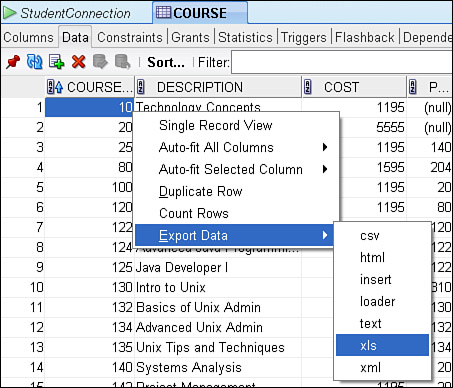 StudentConnection COURSE
Columns Data Constraints Grants Statistics Triggers Flashback Depende
Sort... Filter:
COURSE... DESCRIPTION COST P...
1 10 Technology Concepts 1195 (null)
2 20 5555 (null)
3 25 1195 140
4 80 1595 204
5 100 1195 20
6 120 1195 80
7 122
8 124 Advanced Java Programmi...
9 125 Java Developer I
10 130 Intro to Unix 310
11 132 Basics of Unix Admin 130
12 134 Advanced Unix Admin 132
13 135 Unix Tips and Techniques 134
14 140 Systems Analysis 20
Project Management
Single Record View
Auto-fit All Columns
Auto-fit Selected Column
Duplicate Row
Count Rows
Export Data
csv
html
insert
loader
text
xls
xml